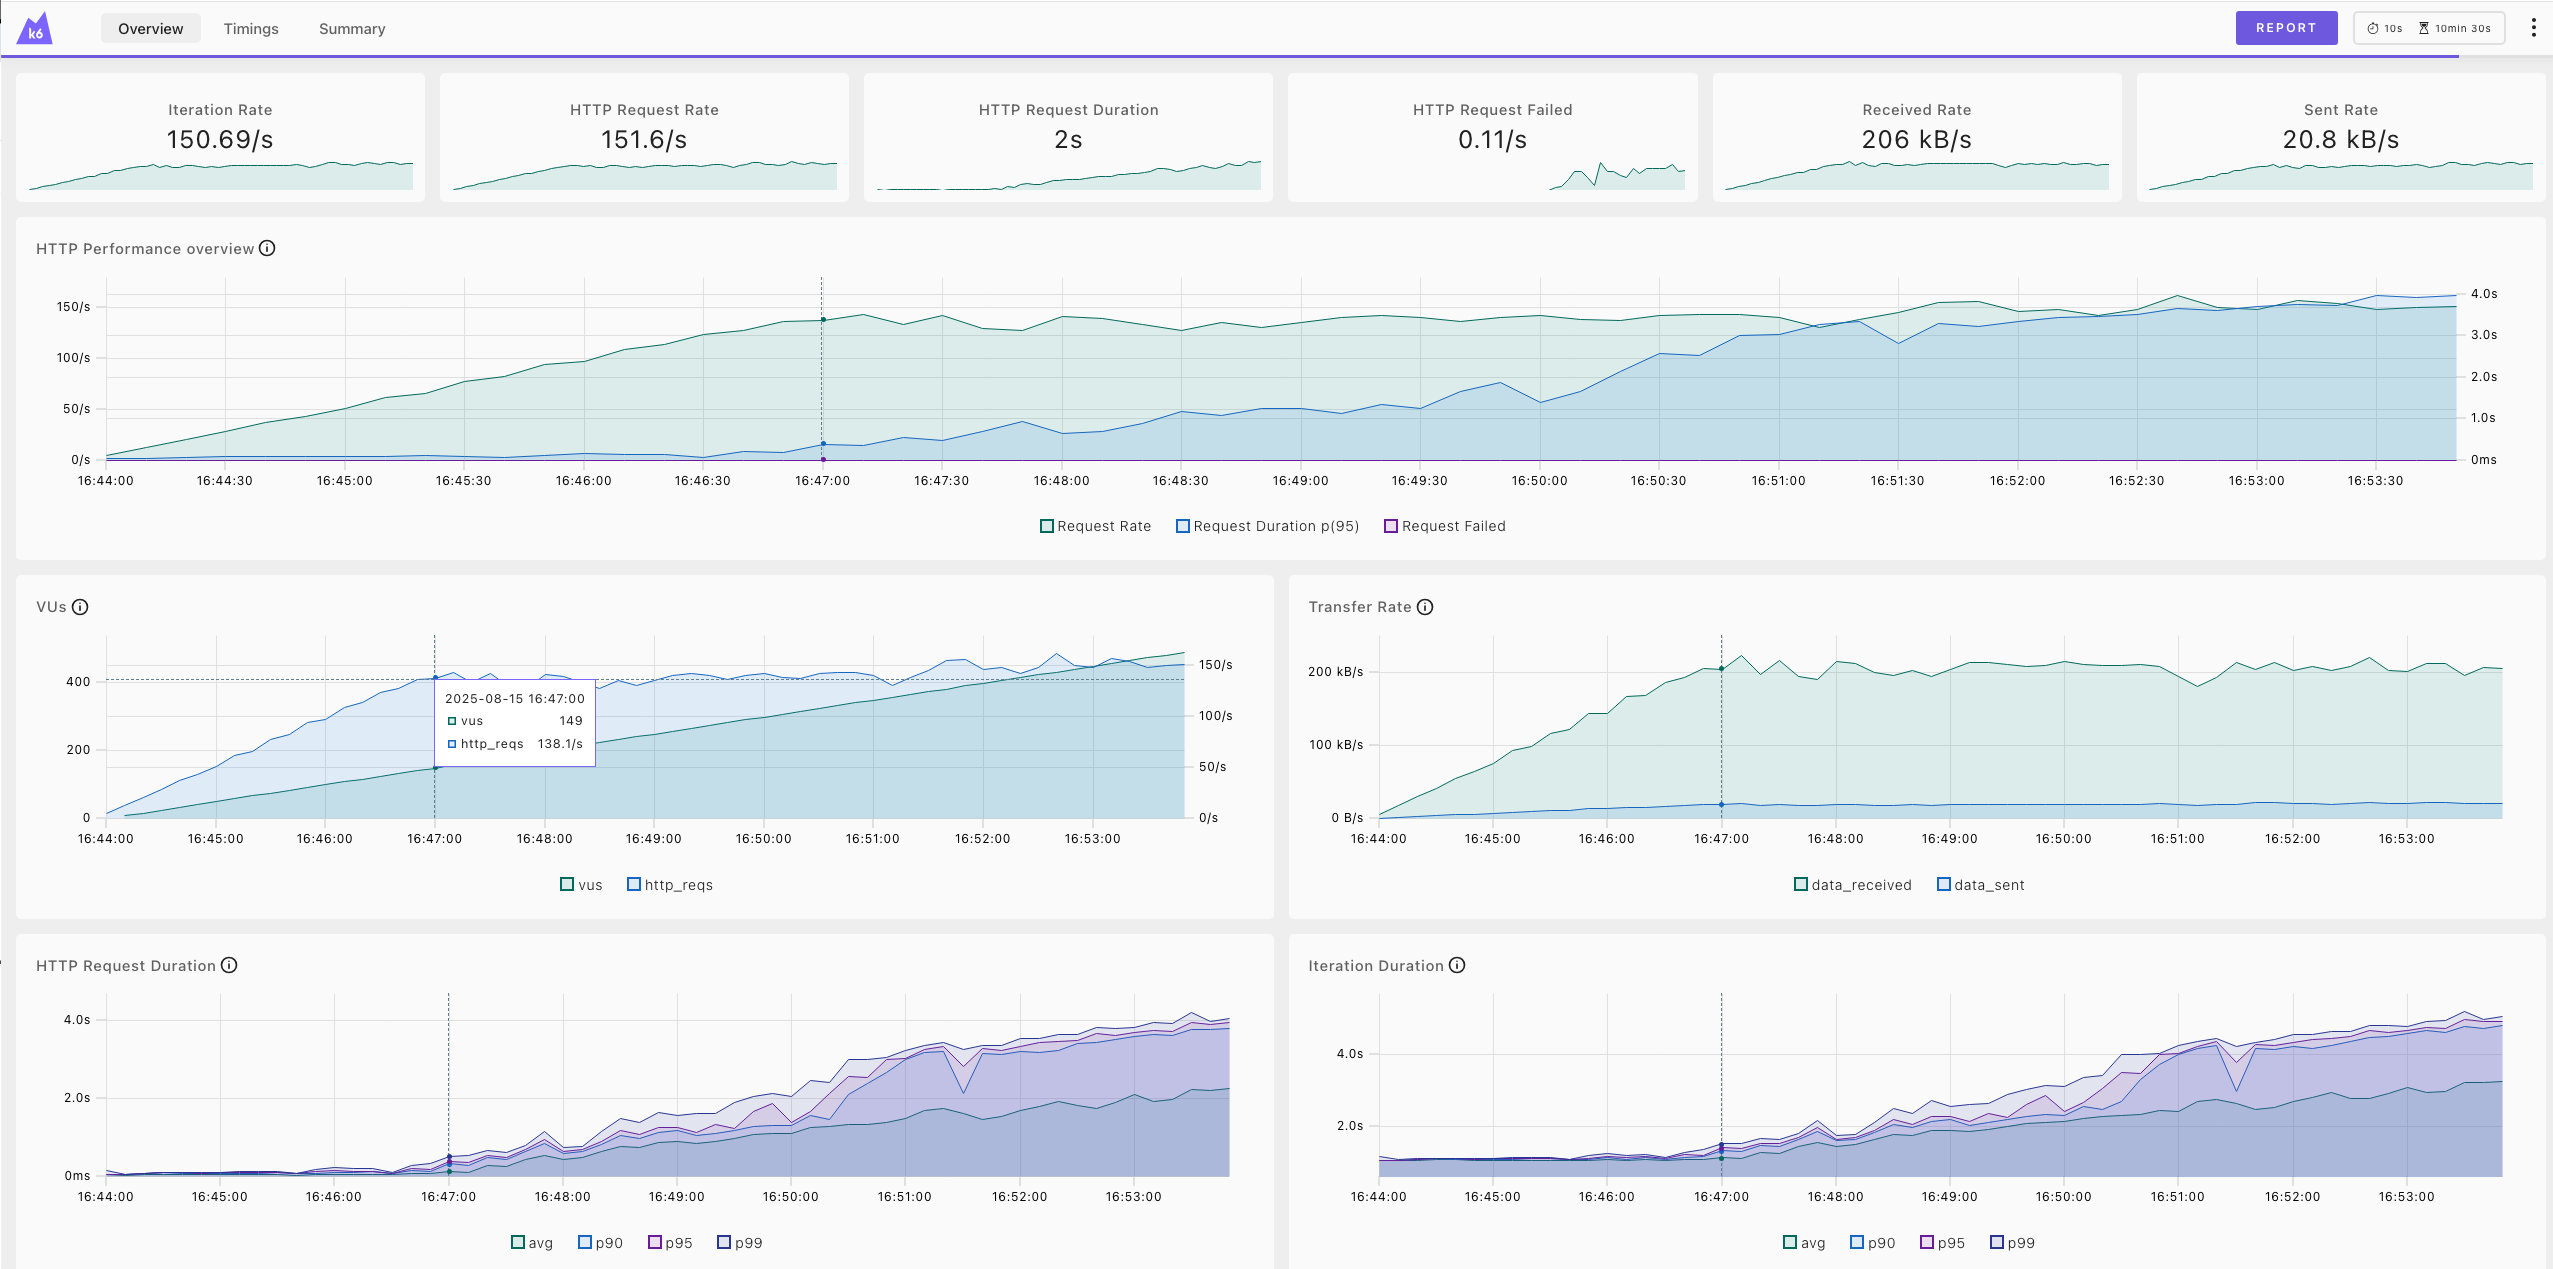 k6
Overview
Timings
Summary
REPORT
10s
10min 30s
Iteration Rate
150.69/s
HTTP Request Rate
151.6/s
HTTP Request Duration
2s
HTTP Request Failed
0.11/s
Received Rate
206 kB/s
Sent Rate
20.8 kB/s
HTTP Performance overview
150/s
100/s
50/s
0/s
4.0s
3.0s
2.0s
1.0s
0ms
16:44:00 16:44:30 16:45:00 16:45:30 16:46:00 16:46:30 16:47:00 16:47:30 16:48:00 16:48:30 16:49:00 16:49:30 16:50:00 16:50:30 16:51:00 16:51:30 16:52:00 16:52:30 16:53:00 16:53:30
Request Rate Request Duration p(95) Request Failed
VUs
400
200
0
2025-08-15 16:47:00
vus 149
http_reqs 138.1/s
150/s
100/s
50/s
0/s
16:44:00 16:45:00 16:46:00 16:47:00 16:48:00 16:49:00 16:50:00 16:51:00 16:52:00 16:53:00
vus http_reqs
Transfer Rate
200 kB/s
100 kB/s
0 B/s
16:44:00 16:45:00 16:46:00 16:47:00 16:48:00 16:49:00 16:50:00 16:51:00 16:52:00 16:53:00
data_received data_sent
HTTP Request Duration
4.0s
2.0s
0ms
16:44:00 16:45:00 16:46:00 16:47:00 16:48:00 16:49:00 16:50:00 16:51:00 16:52:00 16:53:00
avg p90 p95 p99
Iteration Duration
4.0s
2.0s
16:44:00 16:45:00 16:46:00 16:47:00 16:48:00 16:49:00 16:50:00 16:51:00 16:52:00 16:53:00
avg p90 p95 p99